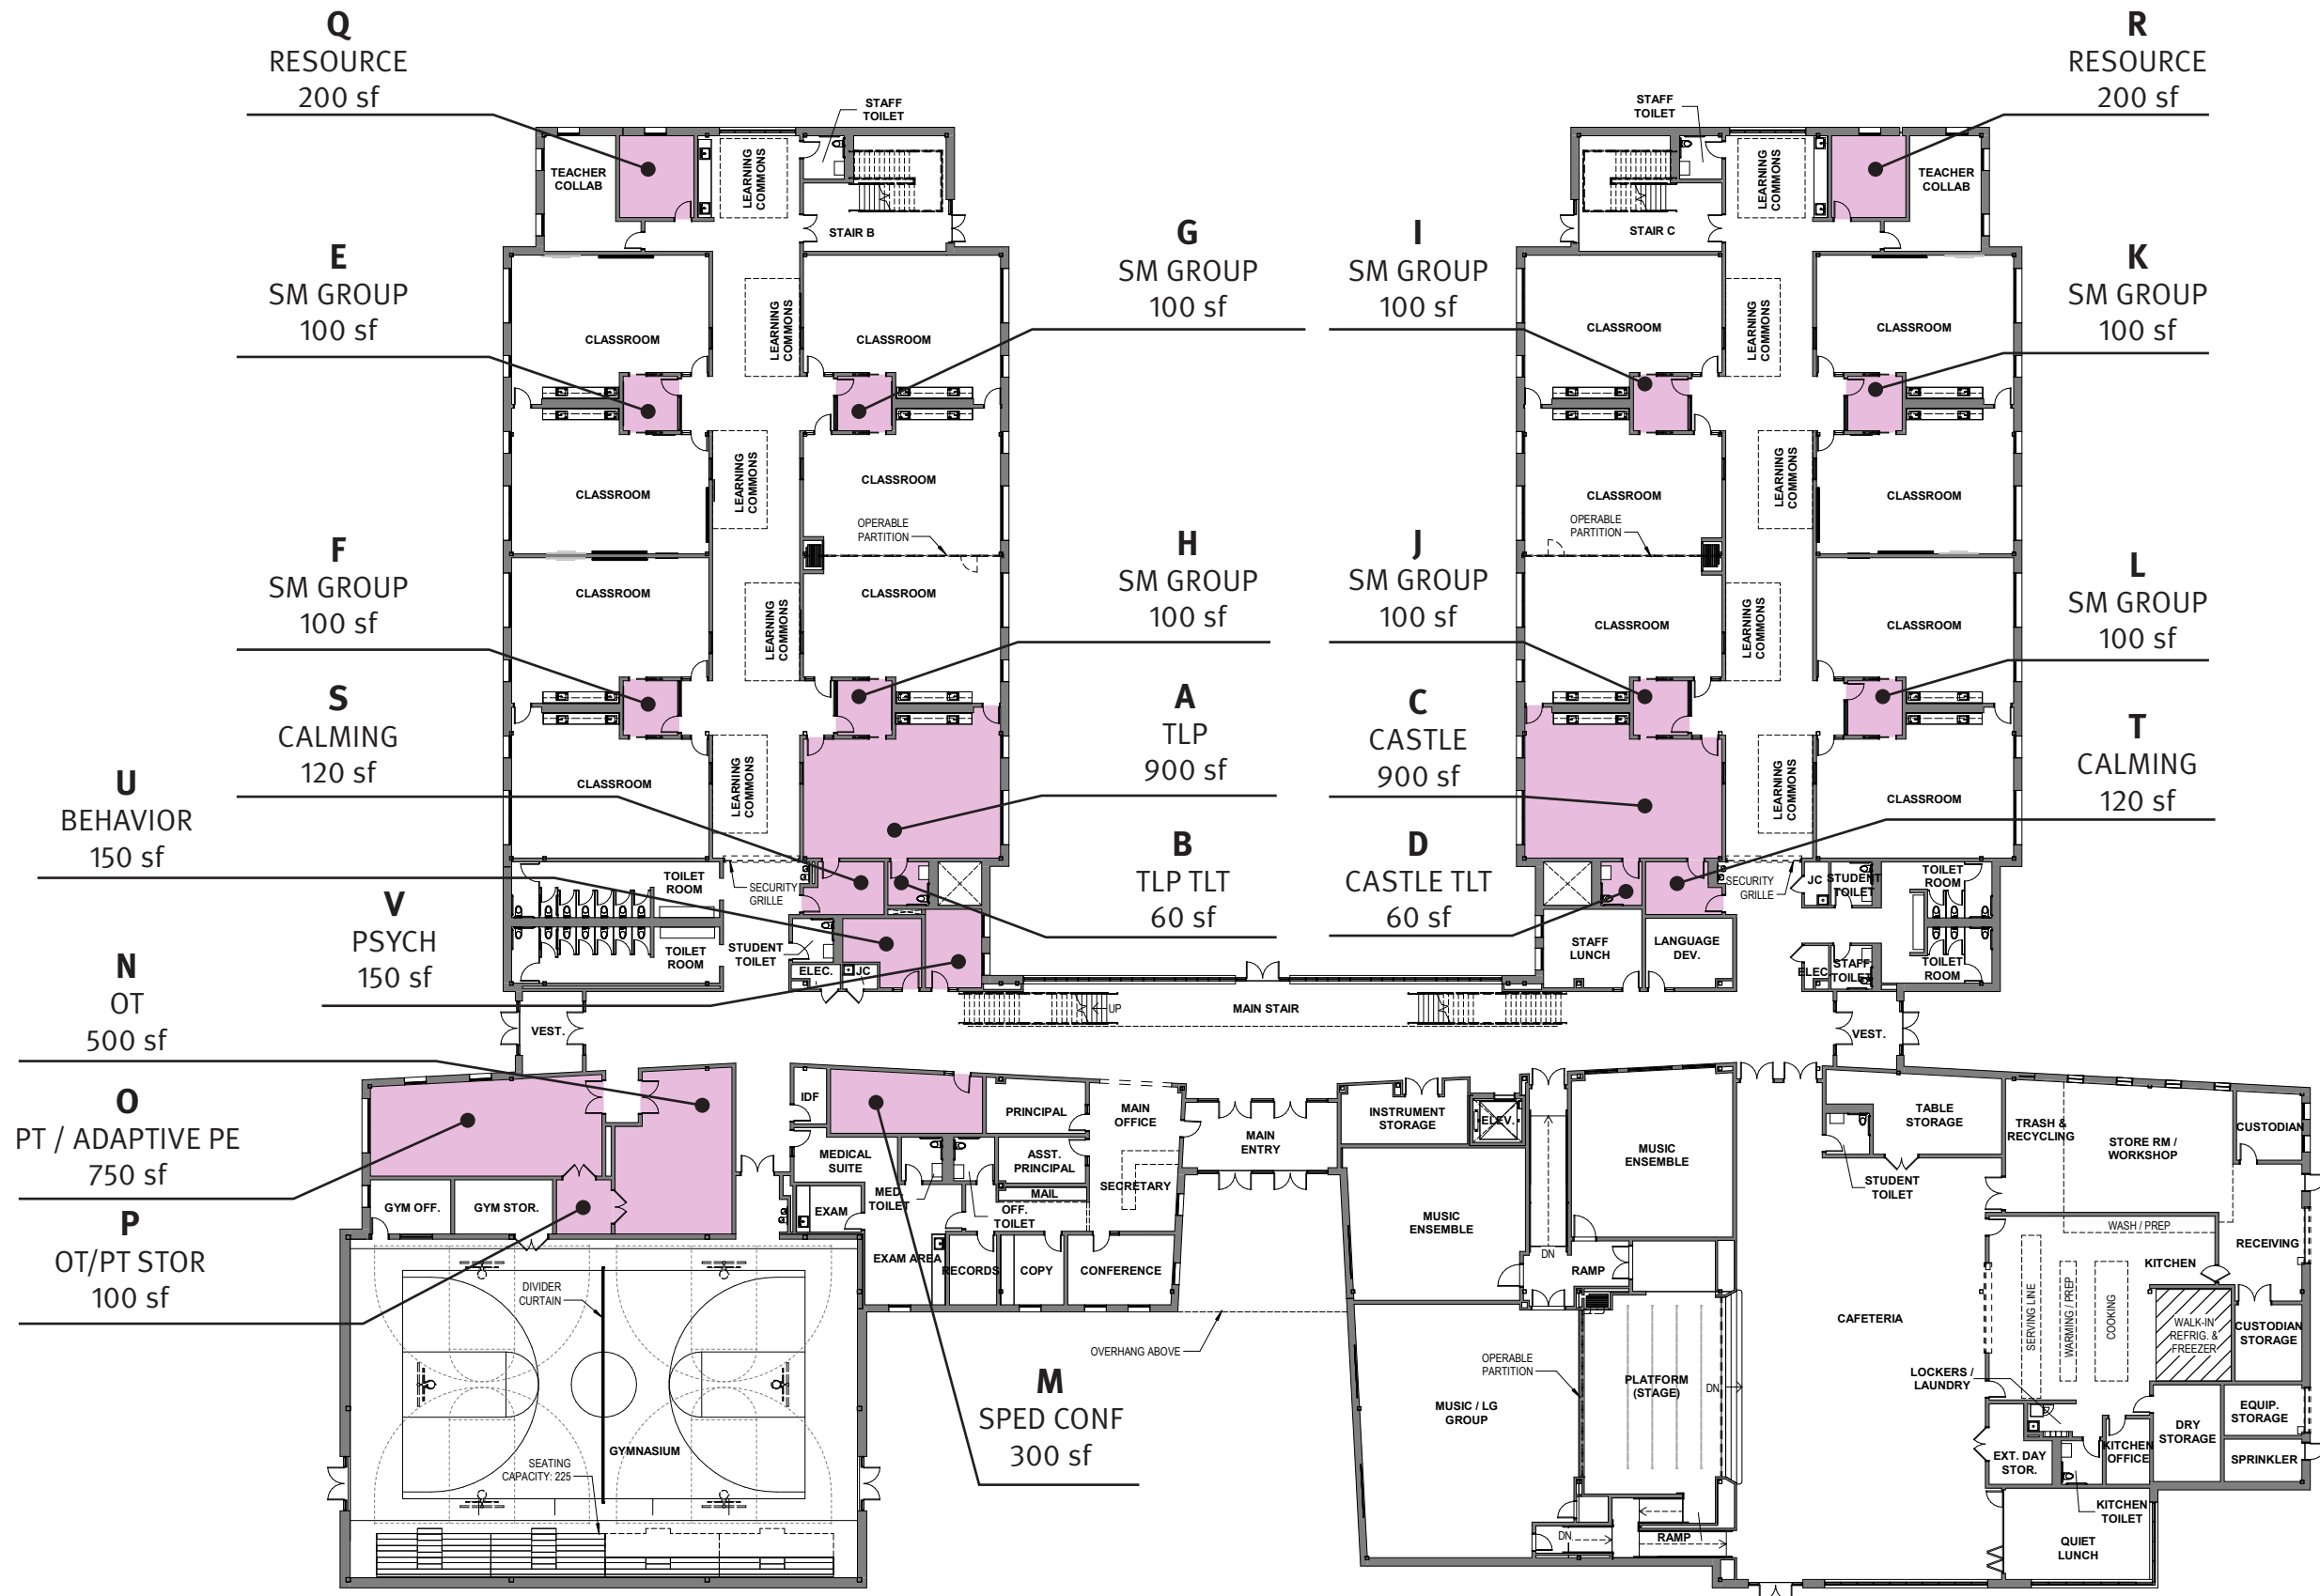 Q
RESOURCE
200 sf
R
RESOURCE
200 sf
STAFF
TOILET
STAFF
TOILET
TEACHER
COLLAB
LEARNING
COMMONS
STAIR B
STAIR C
LEARNING
COMMONS
TEACHER
COLLAB
E
SM GROUP
100 sf
G
SM GROUP
100 sf
I
SM GROUP
100 sf
K
SM GROUP
100 sf
CLASSROOM
LEARNING
COMMONS
CLASSROOM
CLASSROOM
LEARNING
COMMONS
CLASSROOM
CLASSROOM
LEARNING
COMMONS
CLASSROOM
OPERABLE
PARTITION
CLASSROOM
OPERABLE
PARTITION
LEARNING
COMMONS
CLASSROOM
F
SM GROUP
100 sf
H
SM GROUP
100 sf
J
SM GROUP
100 sf
L
SM GROUP
100 sf
CLASSROOM
LEARNING
COMMONS
CLASSROOM
CLASSROOM
LEARNING
COMMONS
CLASSROOM
S
CALMING
120 sf
A
TLP
900 sf
C
CASTLE
900 sf
T
CALMING
120 sf
CLASSROOM
LEARNING
COMMONS
LEARNING
COMMONS
CLASSROOM
U
BEHAVIOR
150 sf
B
TLP TLT
60 sf
D
CASTLE TLT
60 sf
TOILET
ROOM
SECURITY
GRILLE
SECURITY
GRILLE
JC
STUDENT
TOILET
TOILET
ROOM
V
PSYCH
150 sf
TOILET
ROOM
STUDENT
TOILET
ELEC.
JC
STAFF
LUNCH
LANGUAGE
DEV.
ELEC
STAFF
TOILET
TOILET
ROOM
N
OT
500 sf
VEST.
UP
MAIN STAIR
VEST.
O
PT / ADAPTIVE PE
750 sf
IDF
PRINCIPAL
MAIN
OFFICE
MAIN
ENTRY
INSTRUMENT
STORAGE
ELEV.
MUSIC
ENSEMBLE
TABLE
STORAGE
TRASH &
RECYCLING
STORE RM /
WORKSHOP
CUSTODIAN
MEDICAL
SUITE
ASST.
PRINCIPAL
SECRETARY
STUDENT
TOILET
P
OT/PT STOR
100 sf
GYM OFF.
GYM STOR.
EXAM
MED.
TOILET
MAIL
OFF.
TOILET
MUSIC
ENSEMBLE
DN
WASH / PREP
EXAM AREA
RECORDS
COPY
CONFERENCE
RAMP
KITCHEN
RECEIVING
DIVIDER
CURTAIN
SERVING LINE
WARMING / PREP
COOKING
CAFETERIA
WALK-IN
REFRIG. &
FREEZER
CUSTODIAN
STORAGE
OVERHANG ABOVE
OPERABLE
PARTITION
PLATFORM
(STAGE)
DN
LOCKERS /
LAUNDRY
M
SPED CONF
300 sf
MUSIC / LG
GROUP
EQUIP.
STORAGE
DRY
STORAGE
GYMNASIUM
SEATING
CAPACITY: 225
EXT. DAY
STOR.
KITCHEN
OFFICE
SPRINKLER
KITCHEN
TOILET
DN
RAMP
QUIET
LUNCH